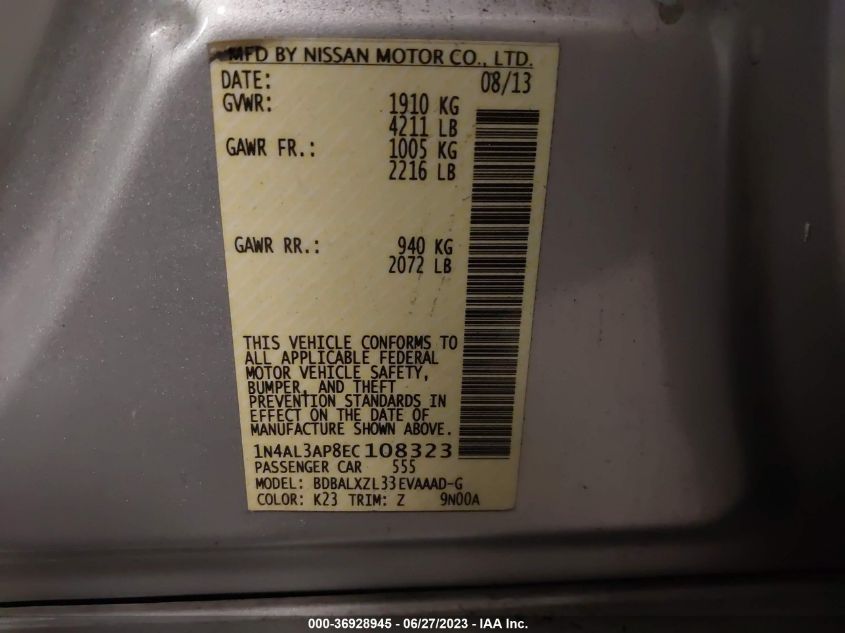 MFD BY NISSAN MOTOR CO., LTD.
DATE: 08/13
GVWR: 1910 KG
4211 LB
GAWR FR.: 1005 KG
2216 LB
GAWR RR.: 940 KG
2072 LB
THIS VEHICLE CONFORMS TO
ALL APPLICABLE FEDERAL
MOTOR VEHICLE SAFETY,
BUMPER, AND THEFT
PREVENTION STANDARDS IN
EFFECT ON THE DATE OF
MANUFACTURE SHOWN ABOVE.
1N4AL3AP8EC108323
PASSENGER CAR 555
MODEL: BDBALXZL33EVAAAD-G
COLOR: K23 TRIM: Z 9N00A
000-36928945 - 06/27/2023 - IAA Inc.